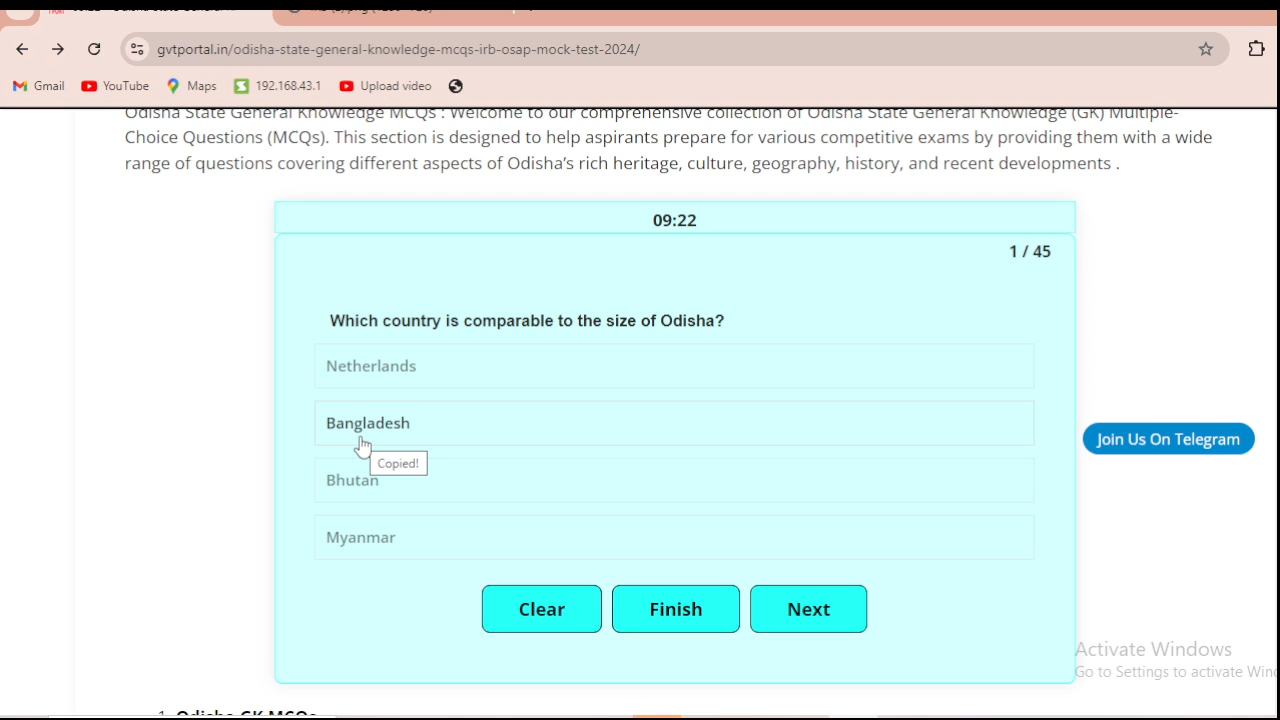 gvtportal.in/odisha-state-general-knowledge-mcqs-irb-osap-mock-test-2024/
Gmail YouTube Maps 192.168.43.1 Upload video
Odisha State General Knowledge MCQs : Welcome to our comprehensive collection of Odisha State General Knowledge (GK) Multiple-
Choice Questions (MCQs). This section is designed to help aspirants prepare for various competitive exams by providing them with a wide
range of questions covering different aspects of Odisha’s rich heritage, culture, geography, history, and recent developments .
09:22
1 / 45
Which country is comparable to the size of Odisha?
Netherlands
Bangladesh
Join Us On Telegram
Copied!
Bhutan
Myanmar
Clear Finish Next
Activate Windows
Go to Settings to activate Win
1. Odisha GK MCQs